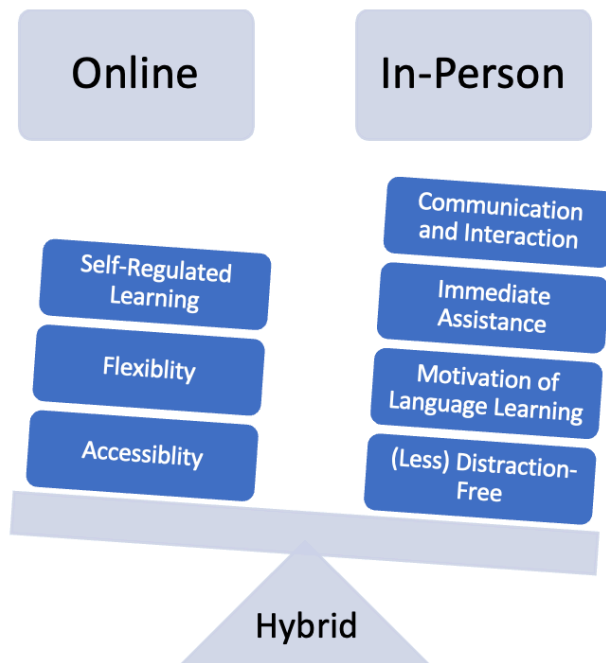 Online
In-Person
Self-Regulated
Learning
Flexiblity
Accessiblity
Communication
and Interaction
Immediate
Assistance
Motivation of
Language Learning
(Less) Distraction-
Free
Hybrid